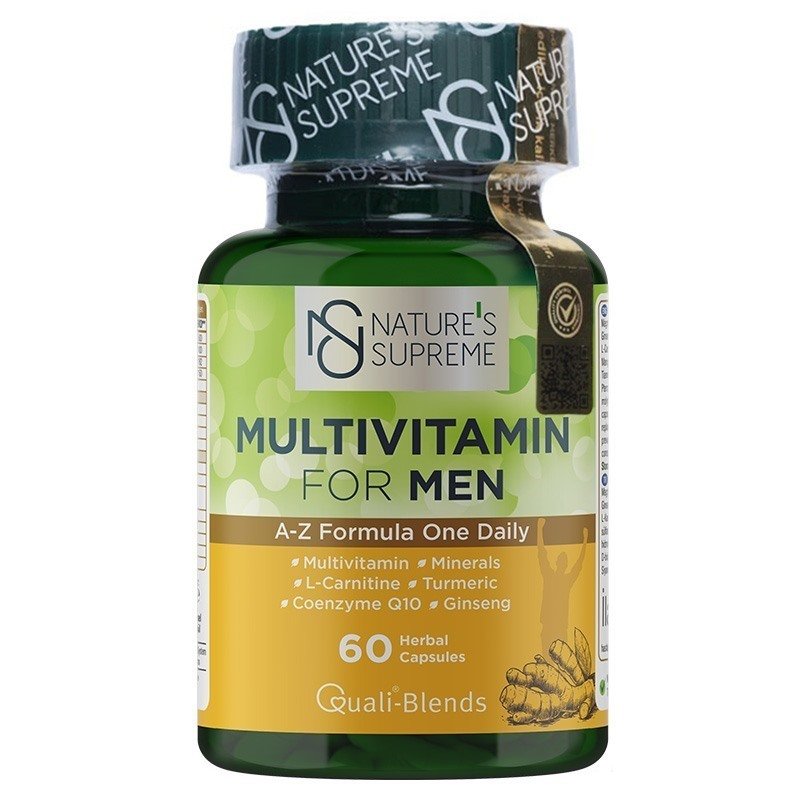 NATURE'S
SUPREME
NATURE'S
SUPREME
NATURE'S
SUPREME
MULTIVITAMIN
FOR MEN
A-Z Formula One Daily
Multivitamin Minerals
L-Carnitine Turmeric
Coenzyme Q10 Ginseng
60 Herbal
Capsules
Quali®-Blends